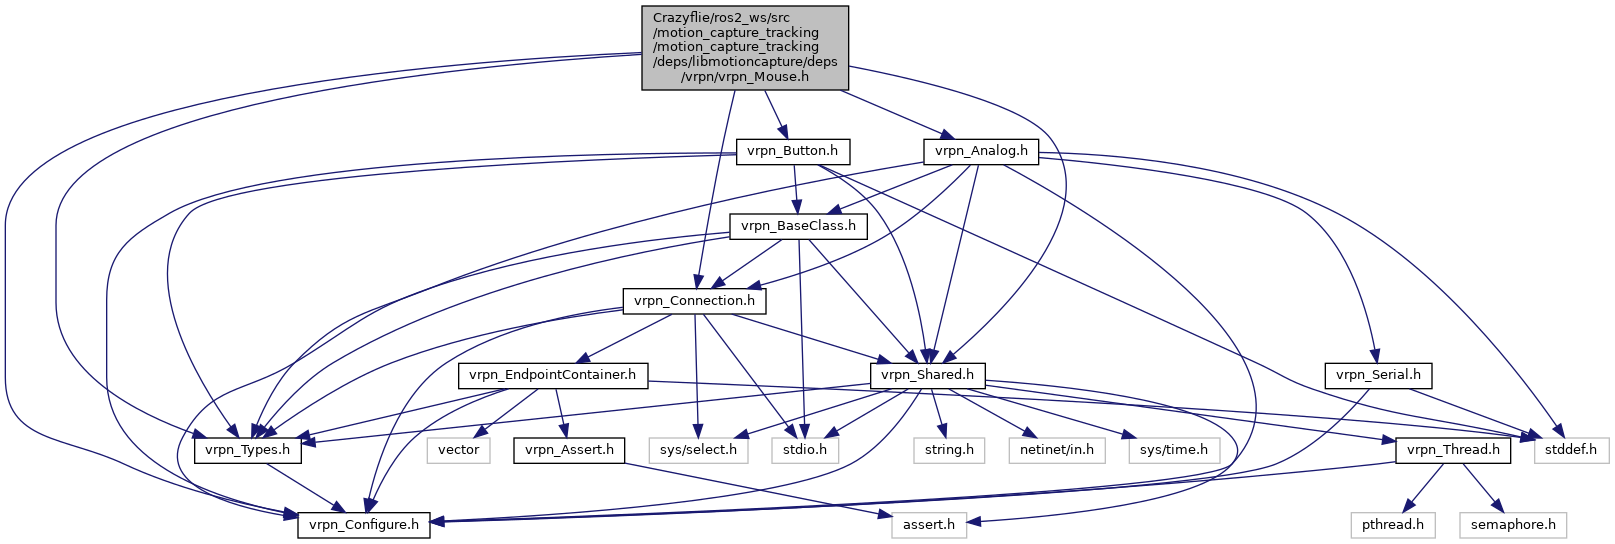 Crazyflie/ros2_ws/src
/motion_capture_tracking
/motion_capture_tracking
/deps/libmotioncapture/deps
/vrpn/vrpn_Mouse.h
vrpn_Button.h
vrpn_Analog.h
vrpn_BaseClass.h
vrpn_Connection.h
vrpn_EndpointContainer.h
vrpn_Shared.h
vrpn_Serial.h
vrpn_Types.h
vector
vrpn_Assert.h
sys/select.h
stdio.h
string.h
netinet/in.h
sys/time.h
vrpn_Thread.h
stddef.h
vrpn_Configure.h
assert.h
pthread.h
semaphore.h